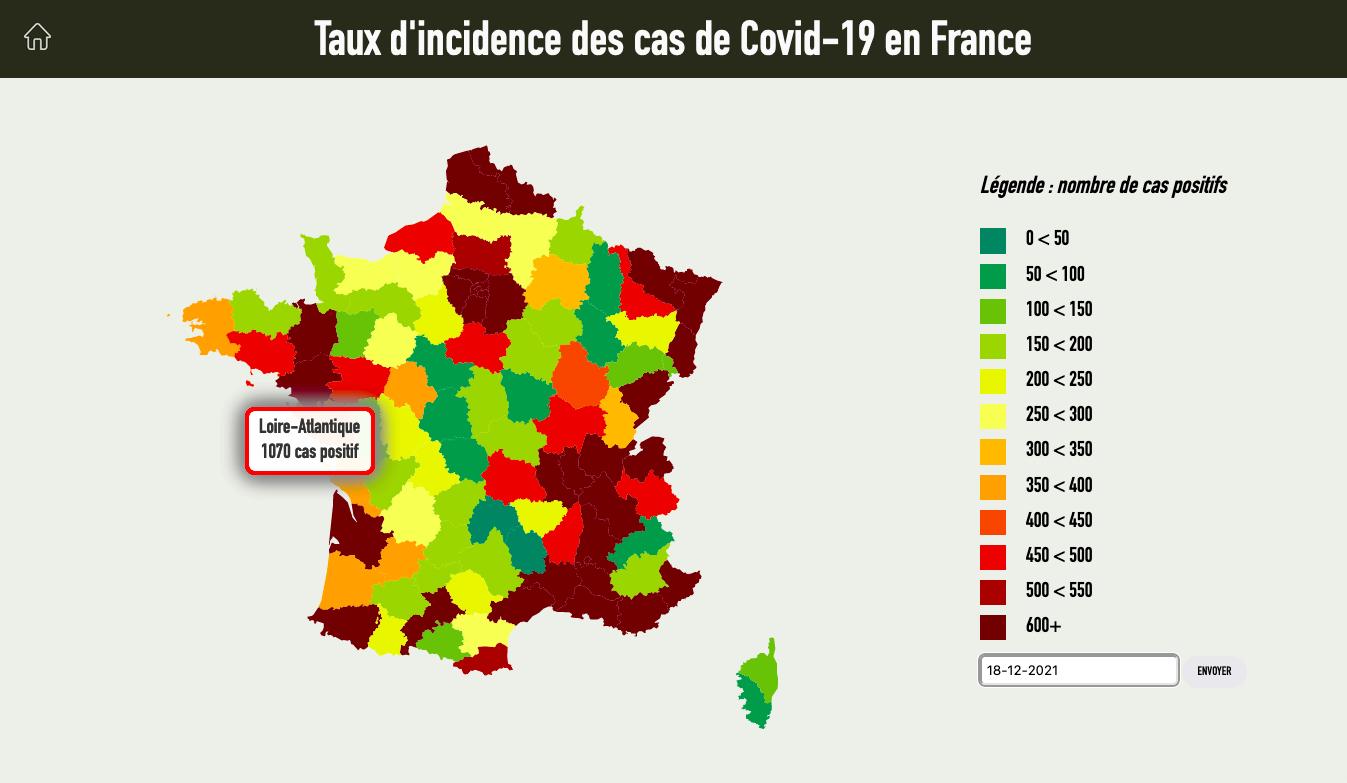 Taux d'incidence des cas de Covid-19 en France
Légende : nombre de cas positifs
0 < 50
50 < 100
100 < 150
150 < 200
200 < 250
250 < 300
300 < 350
350 < 400
400 < 450
450 < 500
500 < 550
600+
Loire-Atlantique
1070 cas positif
18-12-2021
ENVOYER